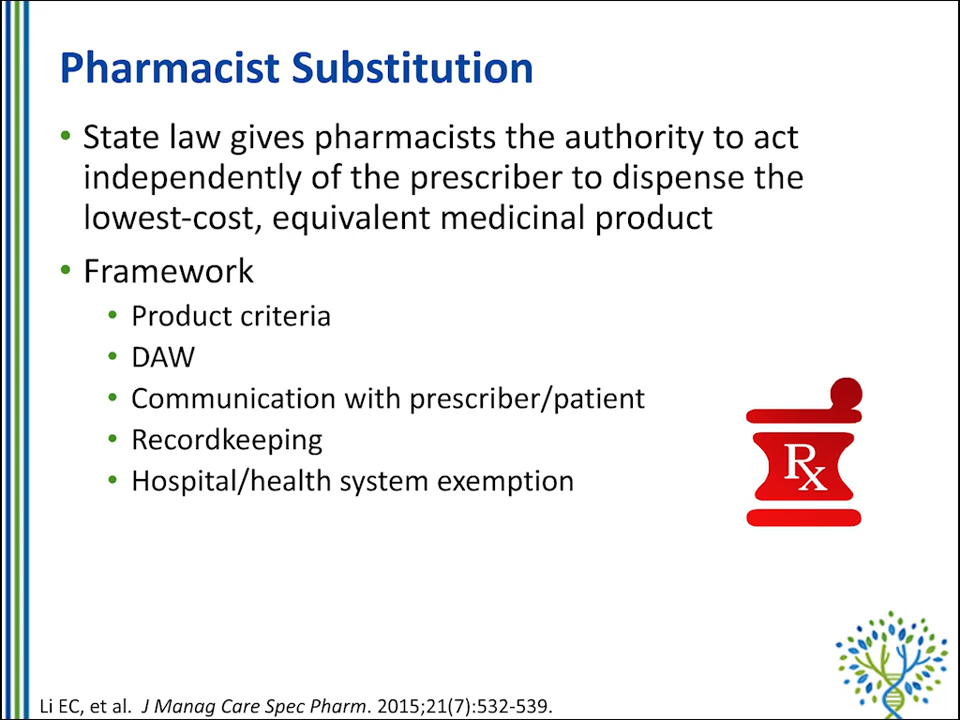 Pharmacist Substitution
• State law gives pharmacists the authority to act
independently of the prescriber to dispense the
lowest-cost, equivalent medicinal product
• Framework
• Product criteria
• DAW
• Communication with prescriber/patient
• Recordkeeping
• Hospital/health system exemption
Rx
Li EC, et al. J Manag Care Spec Pharm. 2015;21(7):532-539.